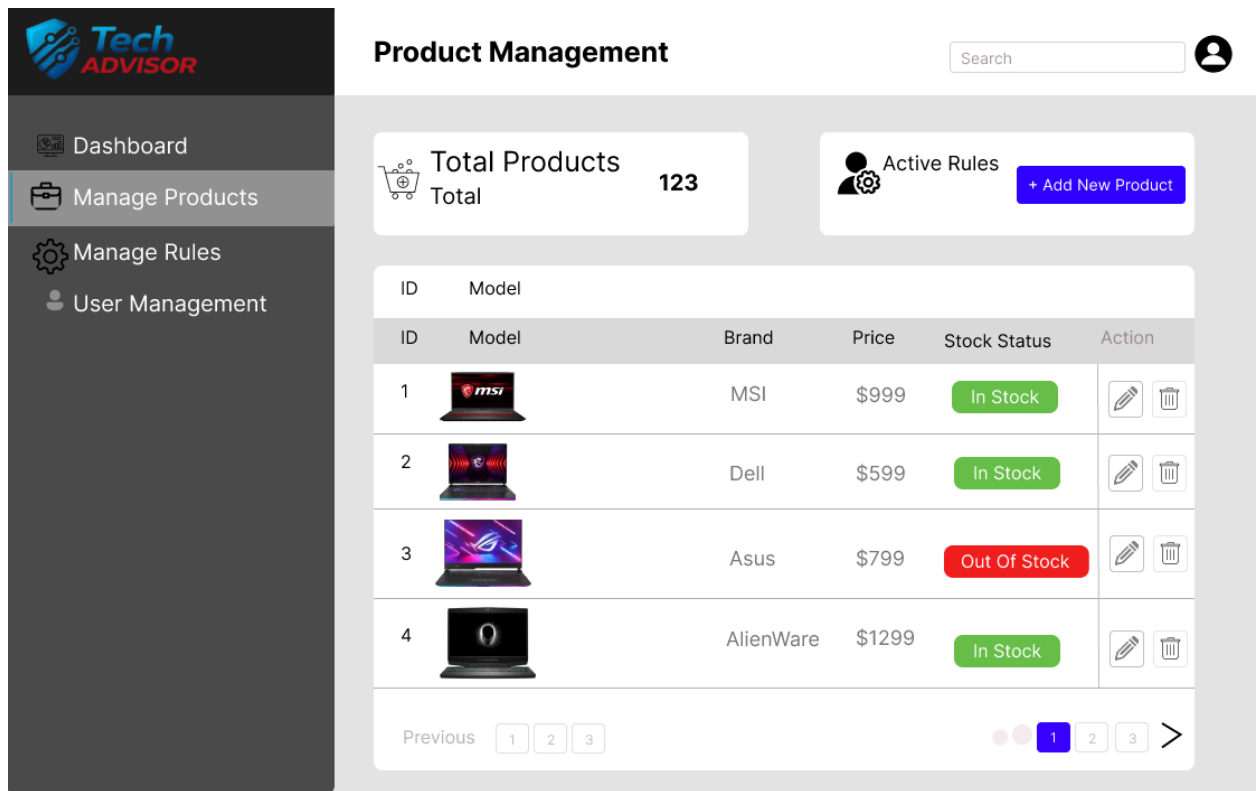 Tech
ADVISOR
Product Management
Search
Dashboard
Manage Products
Manage Rules
User Management
Total Products
Total
123
Active Rules
+ Add New Product
ID Model
ID Model Brand Price Stock Status Action
1 msi MSI $999 In Stock
2 Dell $599 In Stock
3 Asus $799 Out Of Stock
4 AlienWare $1299 In Stock
Previous 1 2 3 1 2 3